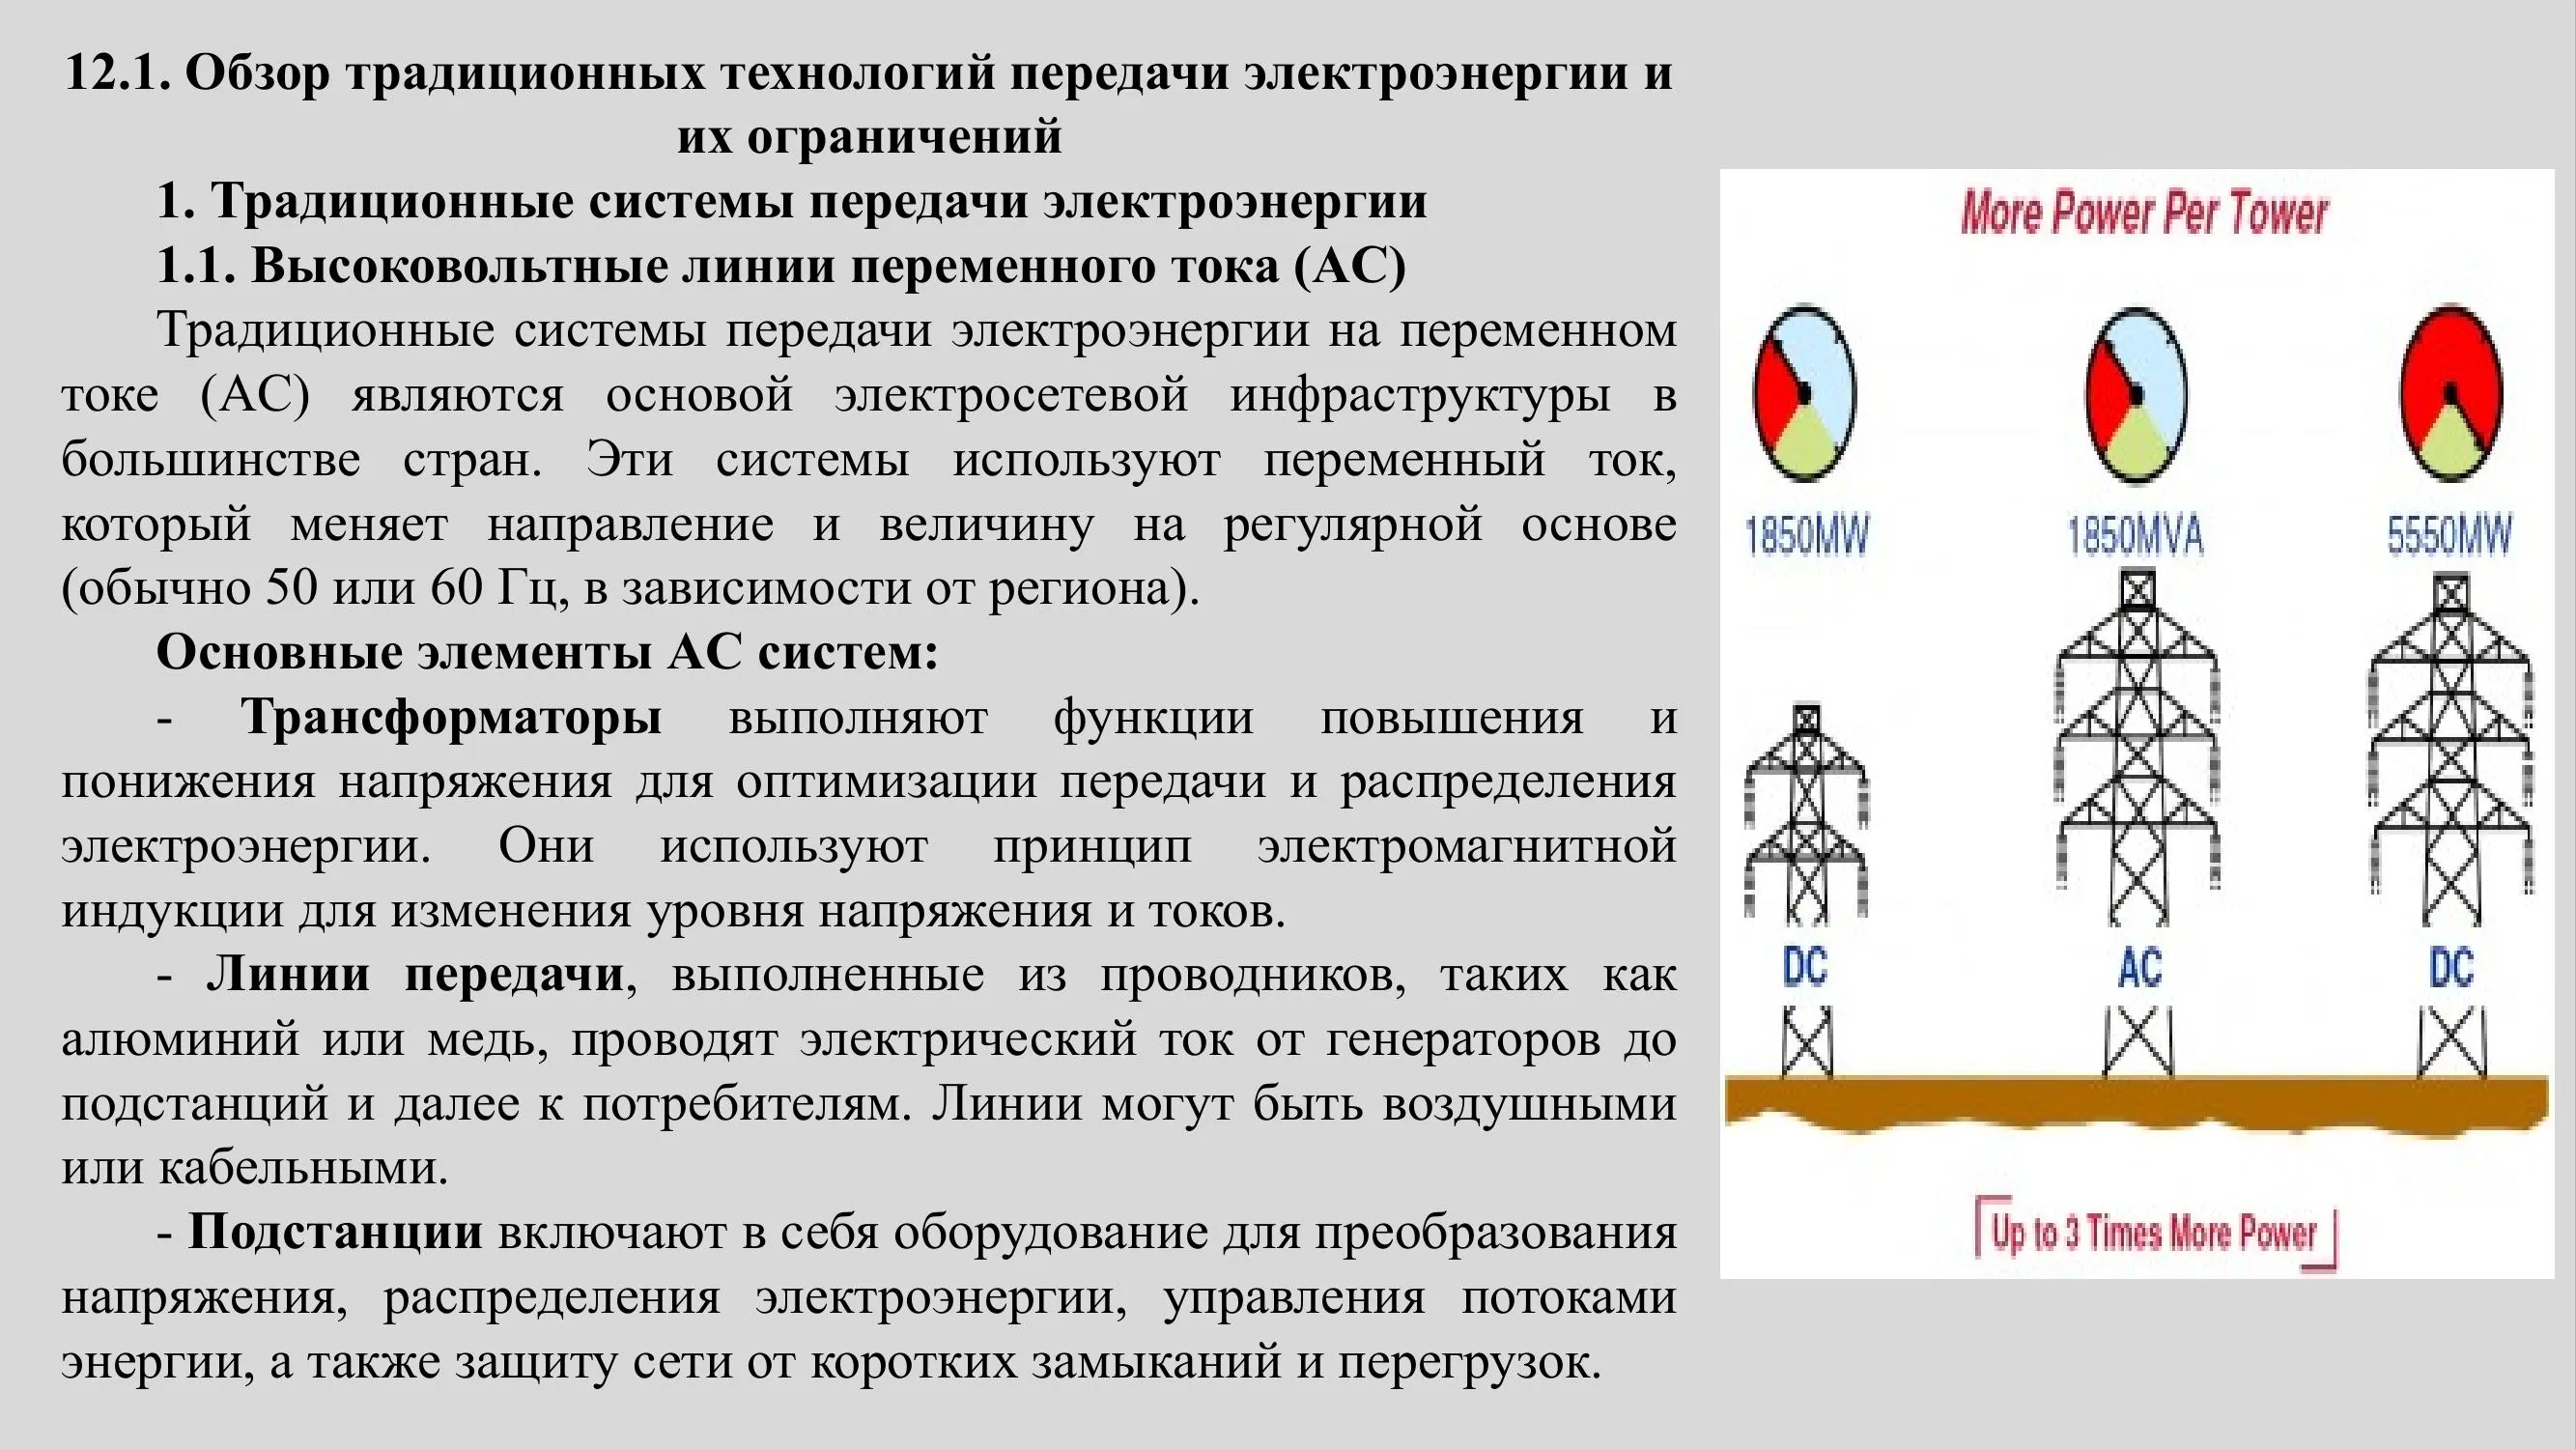 12.1. Обзор традиционных технологий передачи электроэнергии и
их ограничений
1. Традиционные системы передачи электроэнергии
1.1. Высоковольтные линии переменного тока (AC)
Традиционные системы передачи электроэнергии на переменном
токе (AC) являются основой электросетевой инфраструктуры в
большинстве стран. Эти системы используют переменный ток,
который меняет направление и величину на регулярной основе
(обычно 50 или 60 Гц, в зависимости от региона).
Основные элементы AC систем:
- Трансформаторы выполняют функции повышения и
понижения напряжения для оптимизации передачи и распределения
электроэнергии. Они используют принцип электромагнитной
индукции для изменения уровня напряжения и токов.
- Линии передачи, выполненные из проводников, таких как
алюминий или медь, проводят электрический ток от генераторов до
подстанций и далее к потребителям. Линии могут быть воздушными
или кабельными.
- Подстанции включают в себя оборудование для преобразования
напряжения, распределения электроэнергии, управления потоками
энергии, а также защиту сети от коротких замыканий и перегрузок.
More Power Per Tower
1850MW 1850MVA 5550MW
DC AC DC
Up to 3 Times More Power